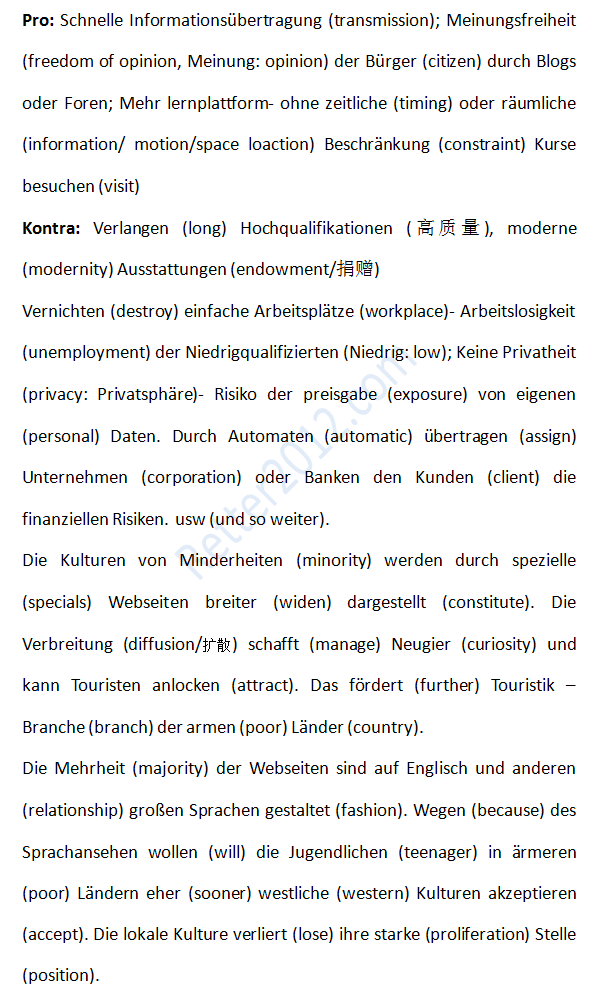 Pro: Schnelle Informationsübertragung (transmission); Meinungsfreiheit
(freedom of opinion, Meinung: opinion) der Bürger (citizen) durch Blogs
oder Foren; Mehr lernplattform- ohne zeitliche (timing) oder räumliche
(information/ motion/space loaction) Beschränkung (constraint) Kurse
besuchen (visit)
Kontra: Verlangen (long) Hochqualifikationen (高质量), moderne
(modernity) Ausstattungen (endowment/捐赠)
Vernichten (destroy) einfache Arbeitsplätze (workplace)- Arbeitslosigkeit
(unemployment) der Niedrigqualifizierten (Niedrig: low); Keine Privatheit
(privacy: Privatsphäre)- Risiko der preisgabe (exposure) von eigenen
(personal) Daten. Durch Automaten (automatic) übertragen (assign)
Unternehmen (corporation) oder Banken den Kunden (client) die
finanziellen Risiken. usw (und so weiter).
Die Kulturen von Minderheiten (minority) werden durch spezielle
(specials) Webseiten breiter (widen) dargestellt (constitute). Die
Verbreitung (diffusion/扩散) schafft (manage) Neugier (curiosity) und
kann Touristen anlocken (attract). Das fördert (further) Touristik –
Branche (branch) der armen (poor) Länder (country).
Die Mehrheit (majority) der Webseiten sind auf Englisch und anderen
(relationship) großen Sprachen gestaltet (fashion). Wegen (because) des
Sprachansehen wollen (will) die Jugendlichen (teenager) in ärmeren
(poor) Ländern eher (sooner) westliche (western) Kulturen akzeptieren
(accept). Die lokale Kulture verliert (lose) ihre starke (proliferation) Stelle
(position).